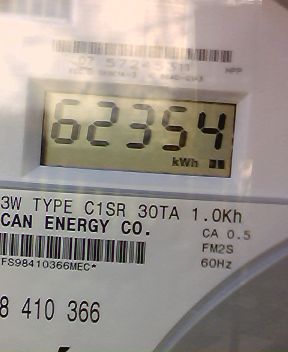 62354
kWh
3W TYPE C1SR 30TA 1.0Kh
CAN ENERGY CO.
CA 0.5
FM2S
60Hz
FS98410366MEC*
8 410 366